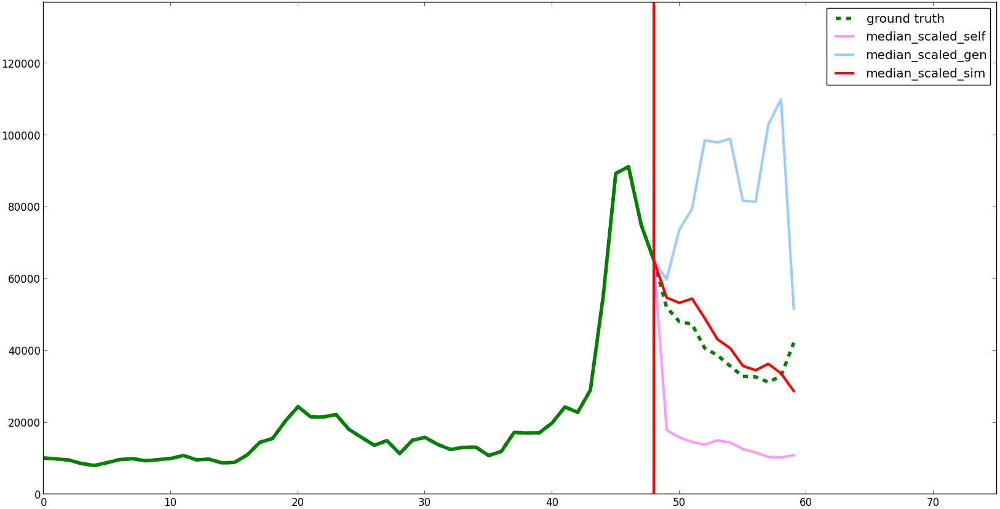 ground truth
median_scaled_self
median_scaled_gen
median_scaled_sim
120000
100000
80000
60000
40000
20000
0
0 10 20 30 40 50 60 70